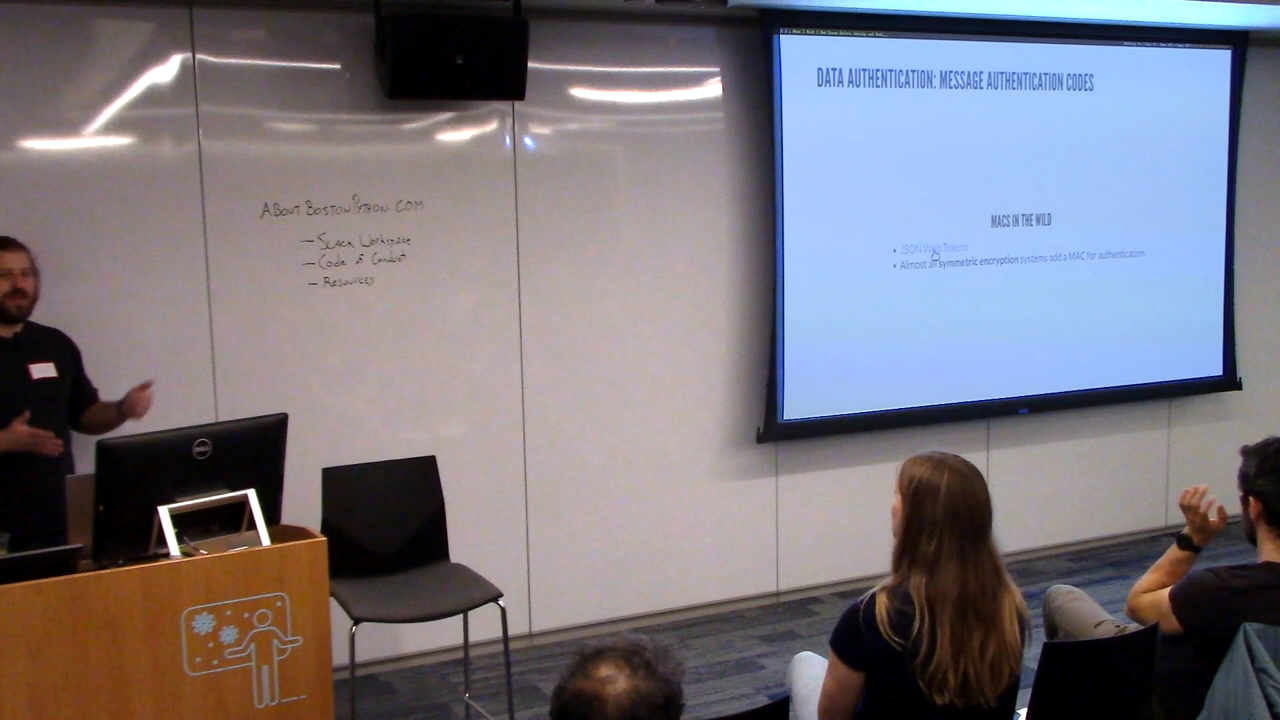 ABOUT BOSTONPYTHON.COM
– SLACK WORKSPACE
– CODE OF CONDUCT
– RESOURCES
DATA AUTHENTICATION: MESSAGE AUTHENTICATION CODES
MACS IN THE WILD
• JSON Web Tokens
• Almost all symmetric encryption systems add a MAC for authentication.
DELL